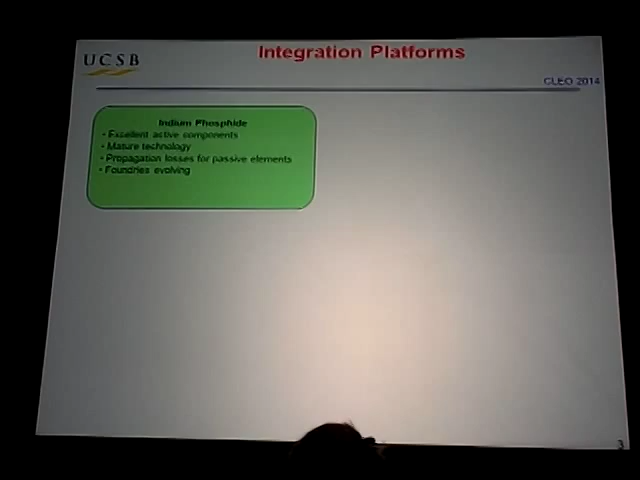 UCSB
Integration Platforms
CLEO 2014
Indium Phosphide
• Excellent active components
• Mature technology
• Propagation losses for passive elements
• Foundries evolving
3